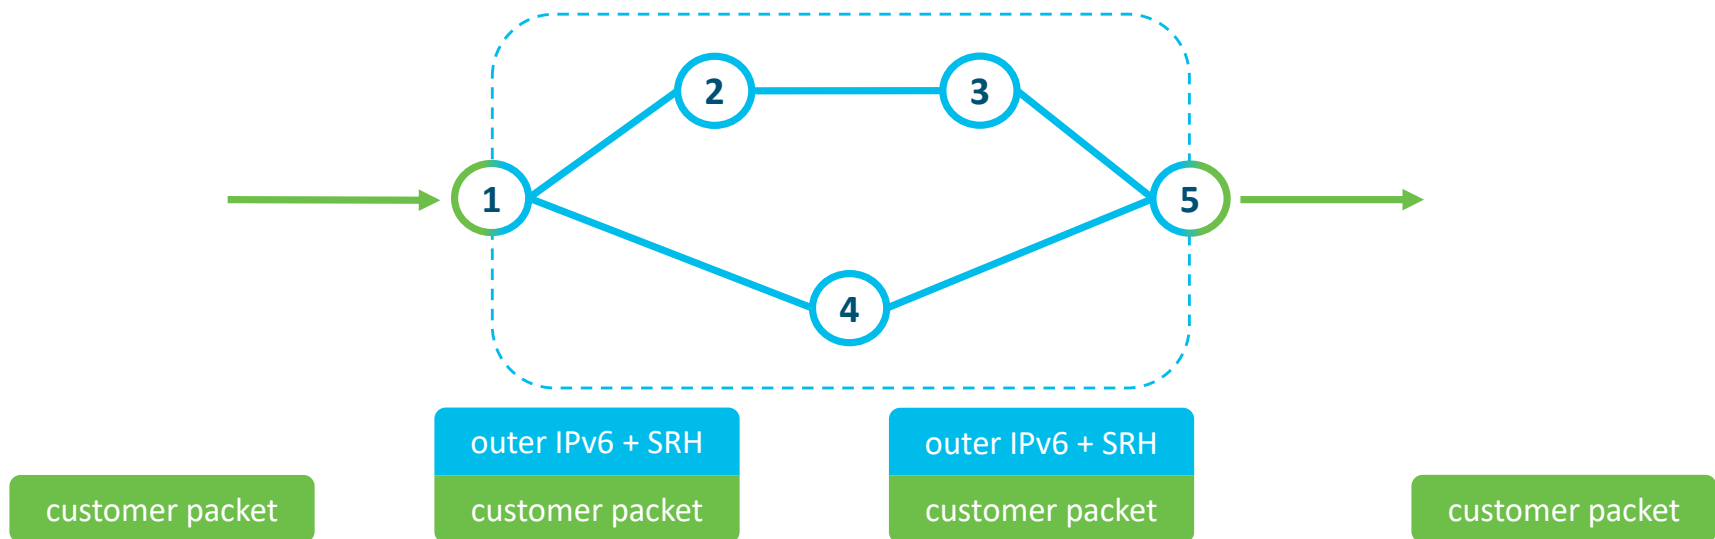 2
3
1
5
4
outer IPv6 + SRH
outer IPv6 + SRH
customer packet
customer packet
customer packet
customer packet